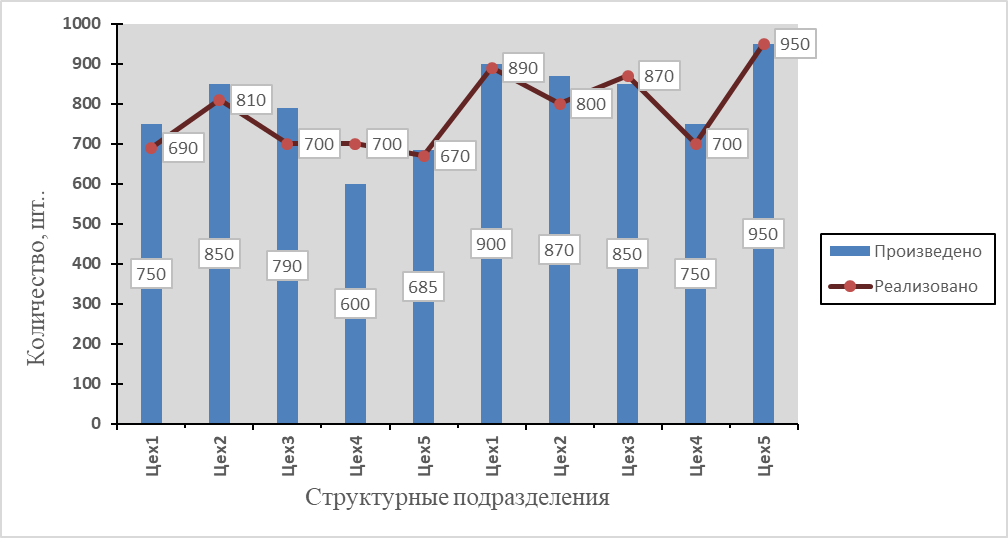 1000
900
800
700
600
500
400
300
200
100
0
Количество, шт..
690
810
700
700
670
890
800
870
700
950
750
850
790
600
685
900
870
850
750
950
Цех1
Цех2
Цех3
Цех4
Цех5
Цех1
Цех2
Цех3
Цех4
Цех5
Структурные подразделения
Произведено
Реализовано